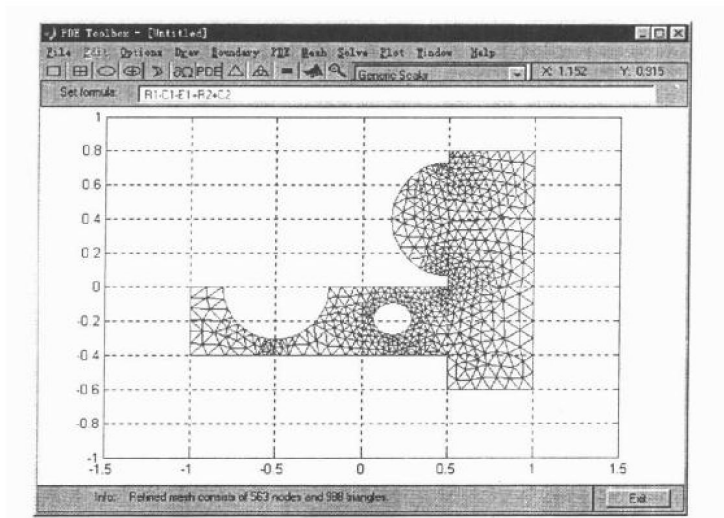 PDE Toolbox - [Untitled]
File Edit Options Draw Boundary PDE Mesh Solve Plot Window Help
∂Ω PDE Generic Scalar X: 1.152 Y: 0.915
Set formula: R1-C1-E1+R2+C2
1
0.8
0.6
0.4
0.2
0
-0.2
-0.4
-0.6
-0.8
-1
-1.5 -1 -0.5 0 0.5 1 1.5
Info: Refined mesh consists of 563 nodes and 988 triangles. Exit